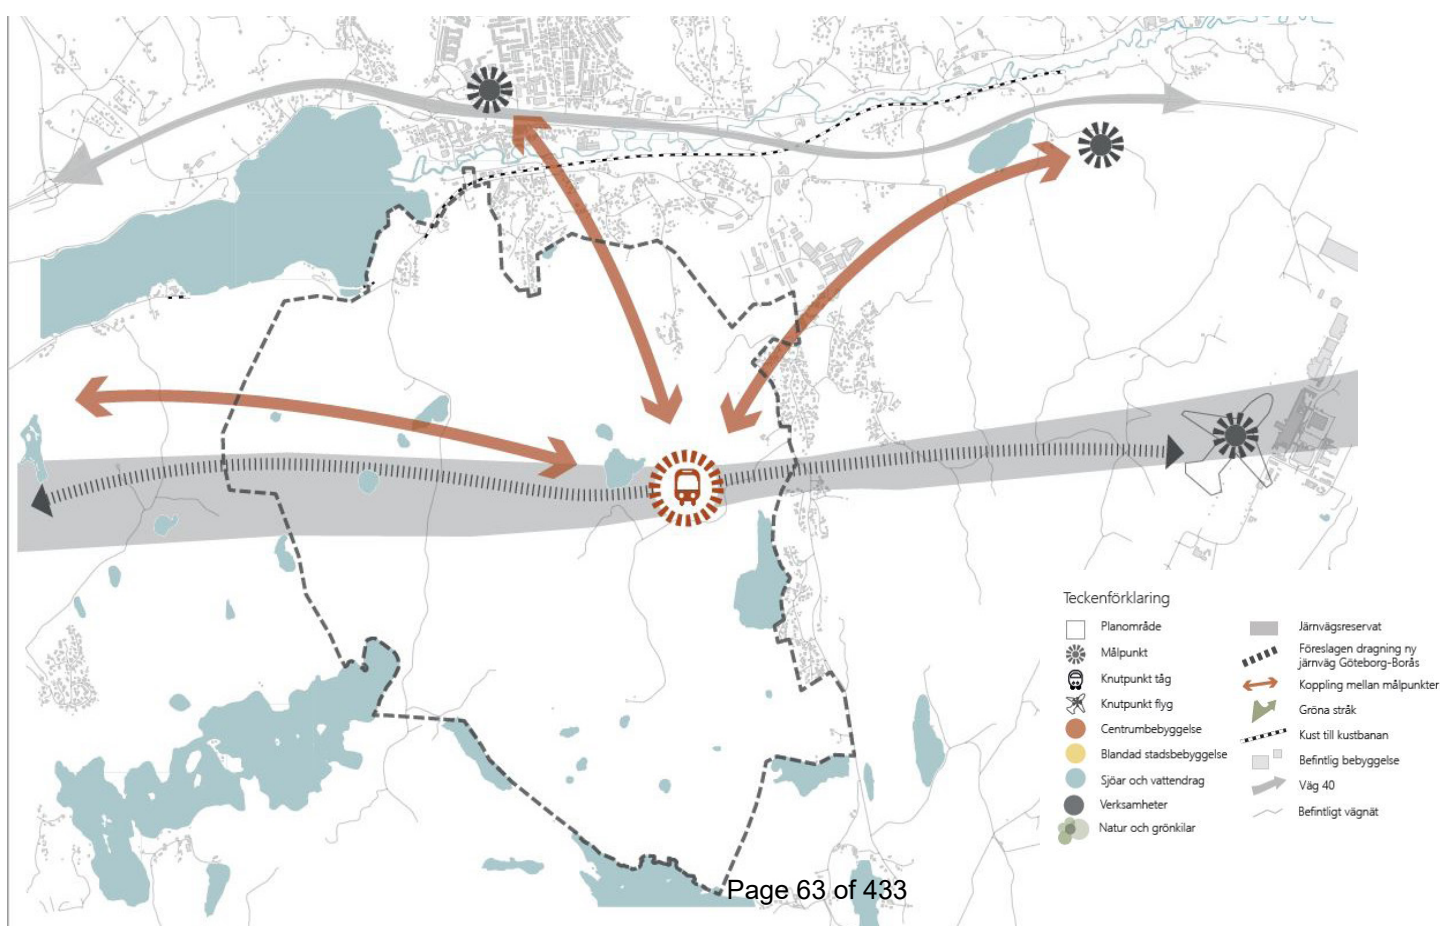 Teckenförklaring
Planområde
Målpunkt
Knutpunkt tåg
Knutpunkt flyg
Centrumbebyggelse
Blandad stadsbebyggelse
Sjöar och vattendrag
Verksamheter
Natur och grönkilar
Järnvägsreservat
Föreslagen dragning ny
järnväg Göteborg-Borås
Koppling mellan målpunkter
Gröna stråk
Kust till kustbanan
Befintlig bebyggelse
Väg 40
Befintligt vägnät
Page 63 of 433